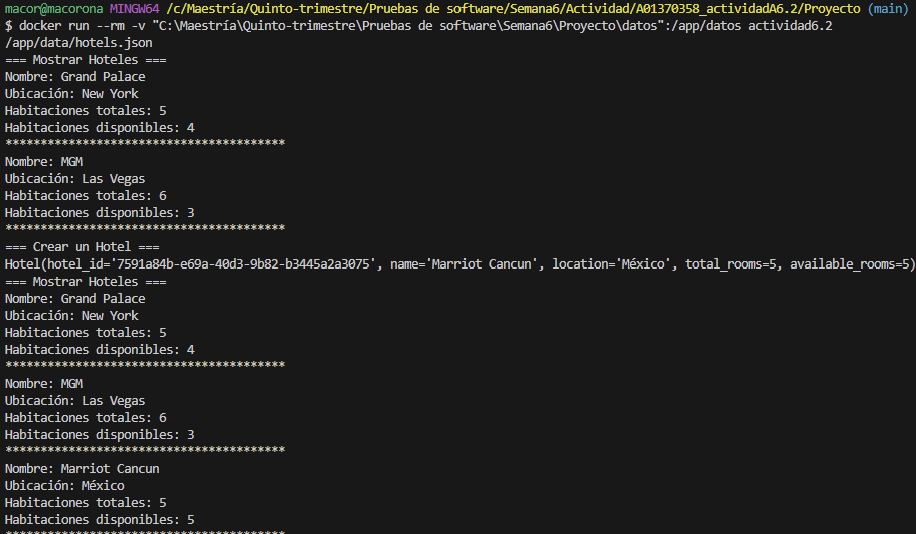 macor@macorona MINGW64 /c/Maestría/Quinto-trimestre/Pruebas de software/Semana6/Actividad/A01370358_actividadA6.2/Proyecto (main)
$ docker run --rm -v "C:\Maestría\Quinto-trimestre\Pruebas de software\Semana6\Proyecto\datos":/app/datos actividad6.2
/app/data/hotels.json
=== Mostrar Hoteles ===
Nombre: Grand Palace
Ubicación: New York
Habitaciones totales: 5
Habitaciones disponibles: 4
****************************************
Nombre: MGM
Ubicación: Las Vegas
Habitaciones totales: 6
Habitaciones disponibles: 3
****************************************
=== Crear un Hotel ===
Hotel(hotel_id='7591a84b-e69a-40d3-9b82-b3445a2a3075', name='Marriot Cancun', location='México', total_rooms=5, available_rooms=5)
=== Mostrar Hoteles ===
Nombre: Grand Palace
Ubicación: New York
Habitaciones totales: 5
Habitaciones disponibles: 4
****************************************
Nombre: MGM
Ubicación: Las Vegas
Habitaciones totales: 6
Habitaciones disponibles: 3
****************************************
Nombre: Marriot Cancun
Ubicación: México
Habitaciones totales: 5
Habitaciones disponibles: 5
****************************************